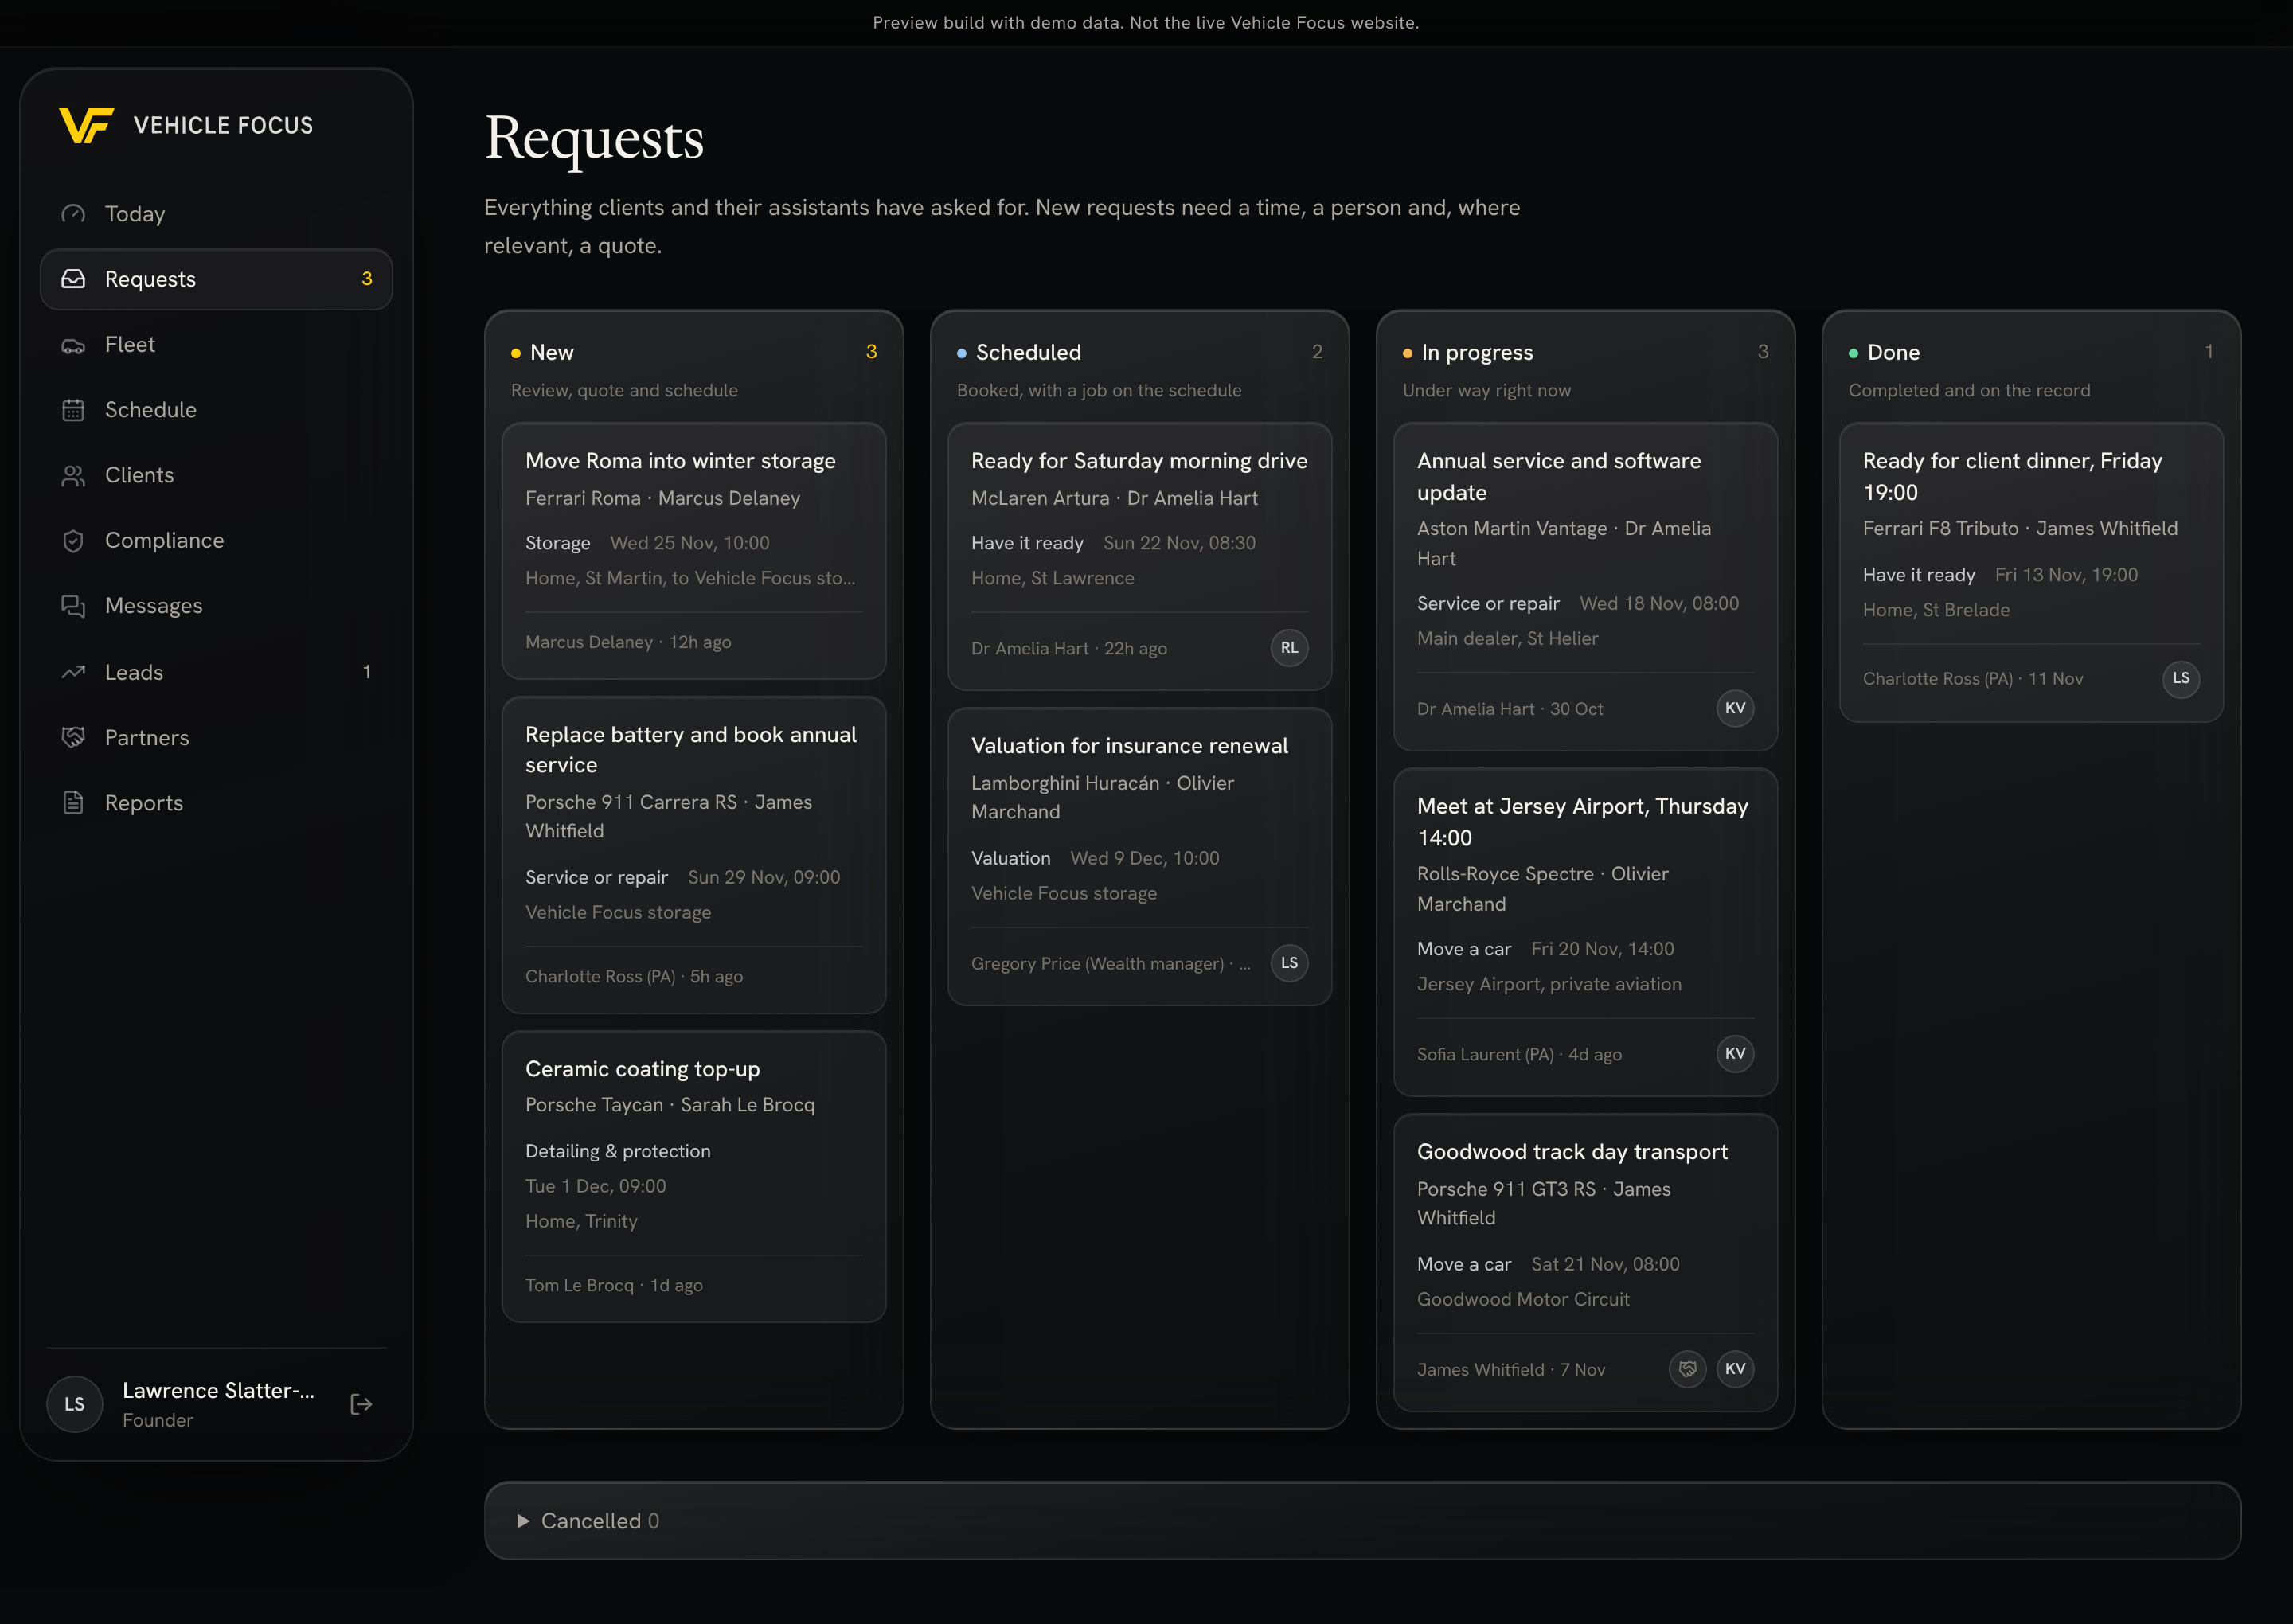 Preview build with demo data. Not the live Vehicle Focus website.
VF VEHICLE FOCUS
Today
Requests 3
Fleet
Schedule
Clients
Compliance
Messages
Leads 1
Partners
Reports
LS
Lawrence Slatter-...
Founder
Requests
Everything clients and their assistants have asked for. New requests need a time, a person and, where
relevant, a quote.
New 3
Review, quote and schedule
Move Roma into winter storage
Ferrari Roma · Marcus Delaney
Storage Wed 25 Nov, 10:00
Home, St Martin, to Vehicle Focus sto...
Marcus Delaney · 12h ago
Replace battery and book annual
service
Porsche 911 Carrera RS · James
Whitfield
Service or repair Sun 29 Nov, 09:00
Vehicle Focus storage
Charlotte Ross (PA) · 5h ago
Ceramic coating top-up
Porsche Taycan · Sarah Le Brocq
Detailing & protection
Tue 1 Dec, 09:00
Home, Trinity
Tom Le Brocq · 1d ago
Scheduled 2
Booked, with a job on the schedule
Ready for Saturday morning drive
McLaren Artura · Dr Amelia Hart
Have it ready Sun 22 Nov, 08:30
Home, St Lawrence
Dr Amelia Hart · 22h ago RL
Valuation for insurance renewal
Lamborghini Huracán · Olivier
Marchand
Valuation Wed 9 Dec, 10:00
Vehicle Focus storage
Gregory Price (Wealth manager) · ... LS
In progress 3
Under way right now
Annual service and software
update
Aston Martin Vantage · Dr Amelia
Hart
Service or repair Wed 18 Nov, 08:00
Main dealer, St Helier
Dr Amelia Hart · 30 Oct KV
Meet at Jersey Airport, Thursday
14:00
Rolls-Royce Spectre · Olivier
Marchand
Move a car Fri 20 Nov, 14:00
Jersey Airport, private aviation
Sofia Laurent (PA) · 4d ago KV
Goodwood track day transport
Porsche 911 GT3 RS · James
Whitfield
Move a car Sat 21 Nov, 08:00
Goodwood Motor Circuit
James Whitfield · 7 Nov KV
Done 1
Completed and on the record
Ready for client dinner, Friday
19:00
Ferrari F8 Tributo · James Whitfield
Have it ready Fri 13 Nov, 19:00
Home, St Brelade
Charlotte Ross (PA) · 11 Nov LS
Cancelled 0